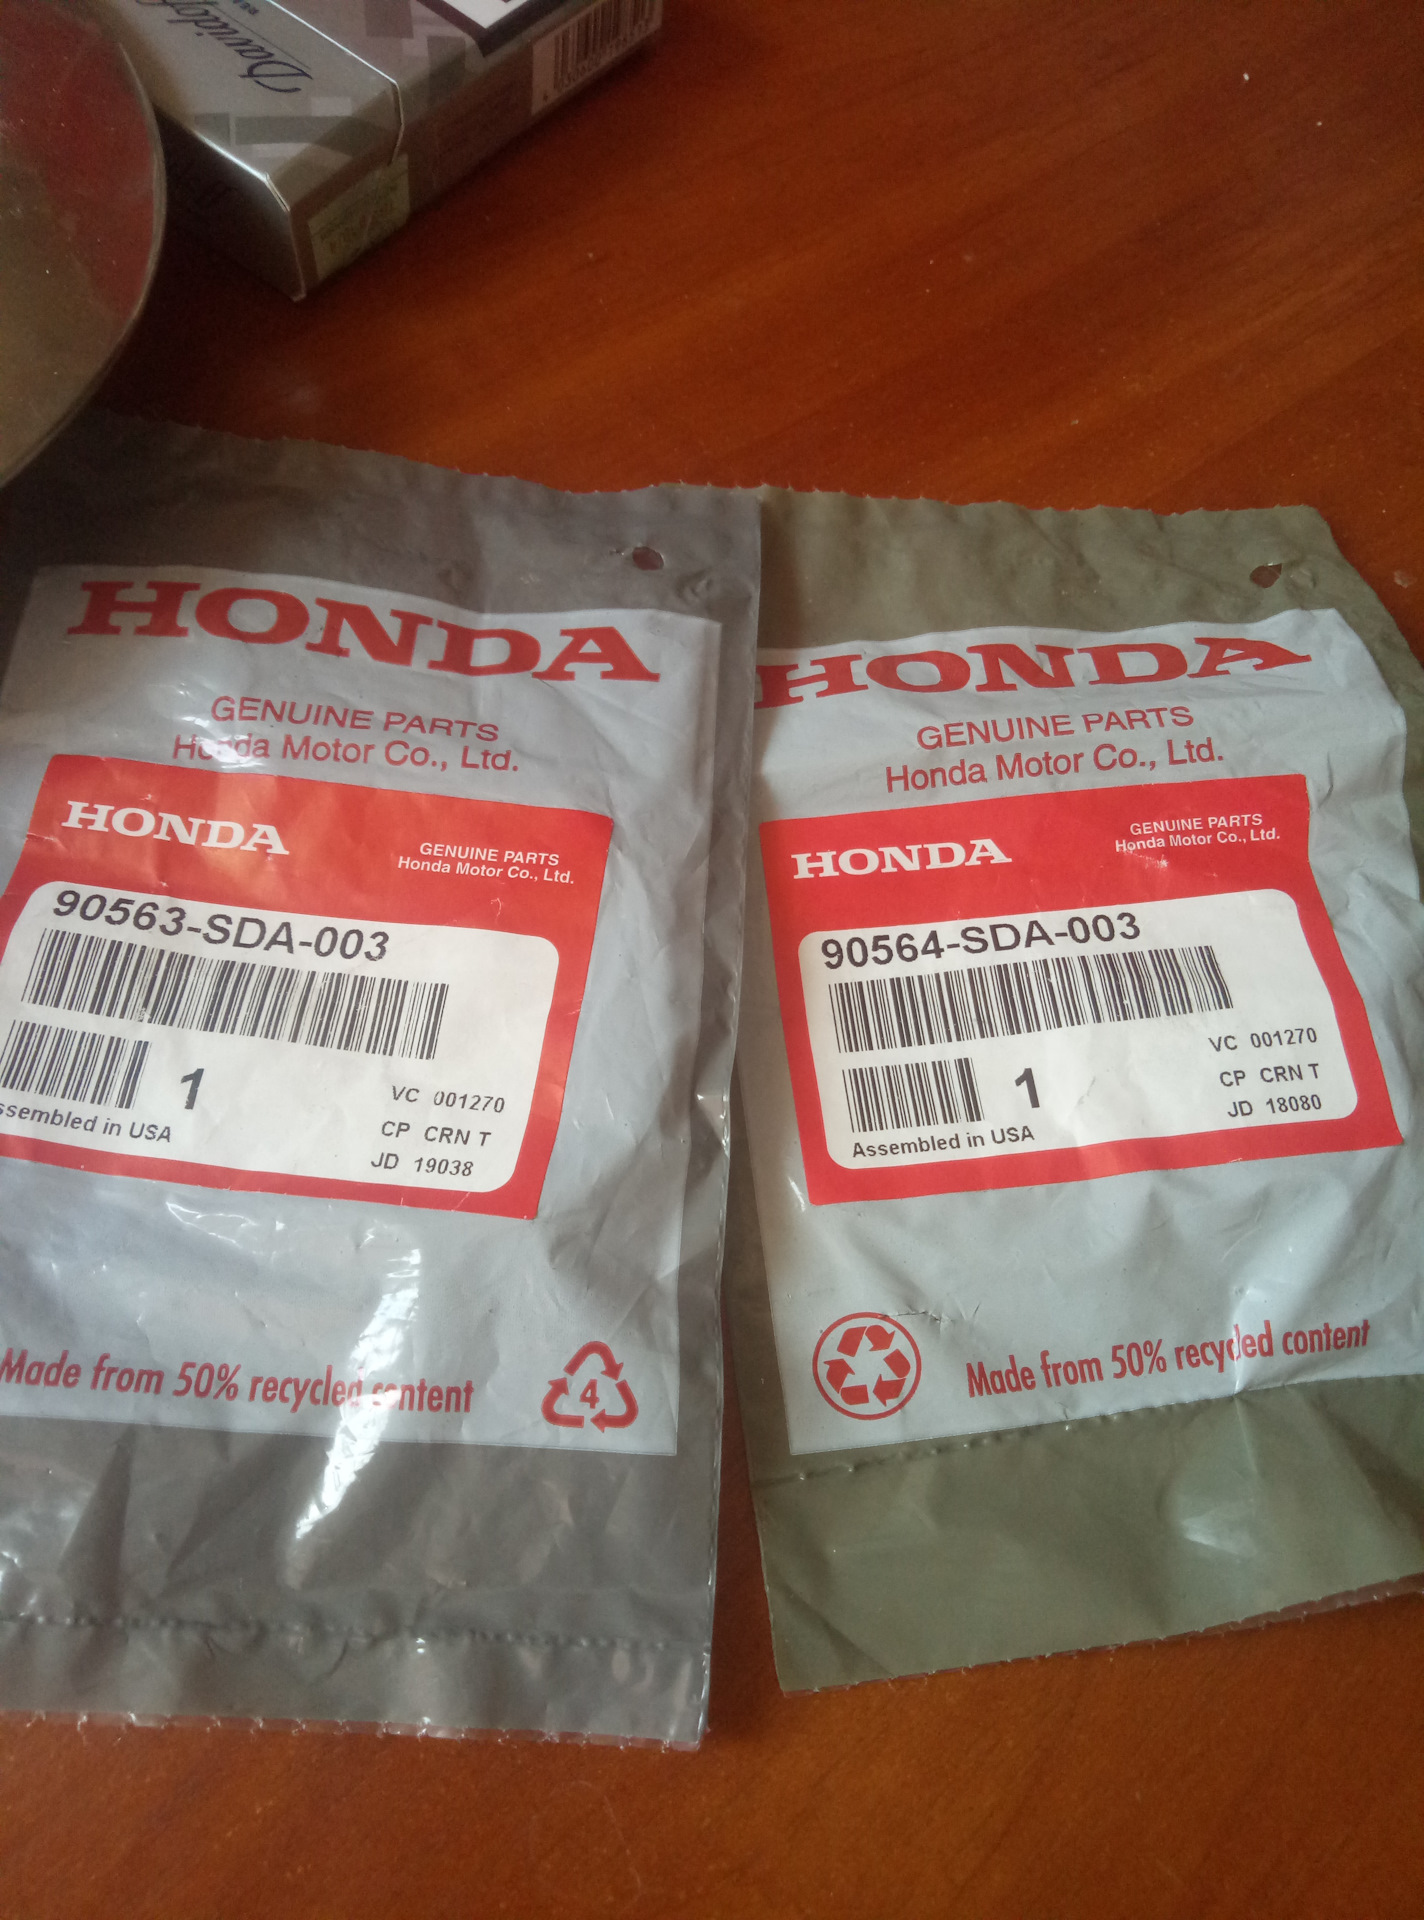 Davidoff
HONDA
GENUINE PARTS
Honda Motor Co., Ltd.
HONDA
GENUINE PARTS
Honda Motor Co., Ltd.
90563-SDA-003
1
VC 001270
CP CRN T
ssembled in USA
JD 19038
Made from 50% recycled content
4
HONDA
GENUINE PARTS
Honda Motor Co., Ltd.
HONDA
GENUINE PARTS
Honda Motor Co., Ltd.
90564-SDA-003
VC 001270
1
CP CRN T
JD 18080
Assembled in USA
Made from 50% recycled content